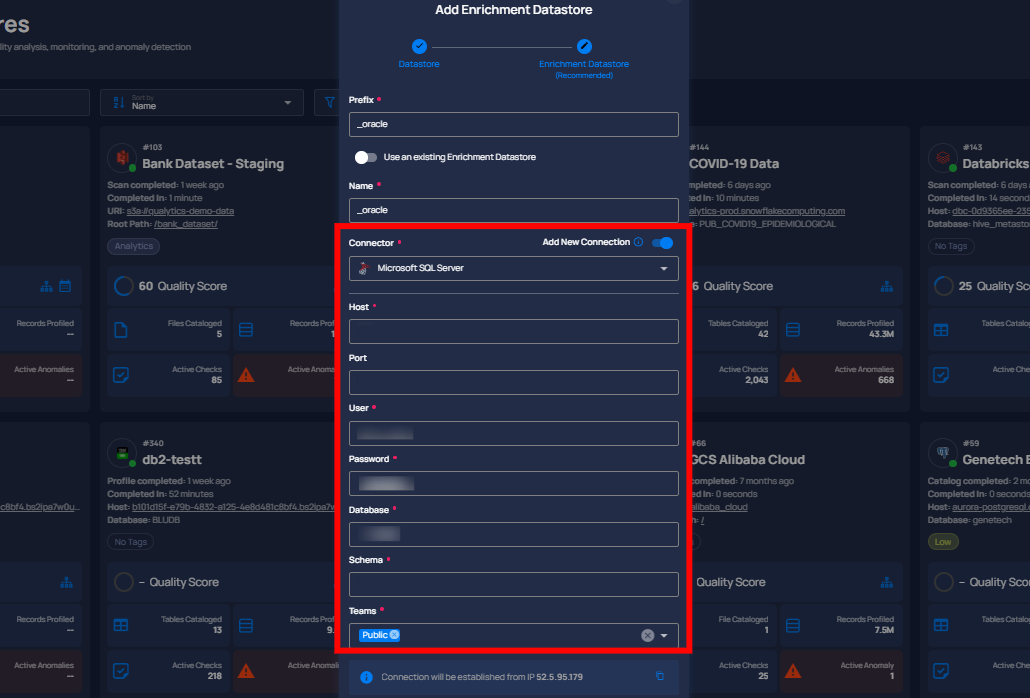 Add Enrichment Datastore
res
lity analysis, monitoring, and anomaly detection
Datastore
Enrichment Datastore
(Recommended)
Sort by
Name
Prefix *
_oracle
Use an existing Enrichment Datastore
Name *
_oracle
Connector *
Add New Connection
Microsoft SQL Server
Host *
Port
User *
Password *
Database *
Schema *
Teams *
Public
Connection will be established from IP 52.5.95.179
Records Profiled
--
Active Anomalies
--
#103
Bank Dataset - Staging
Scan completed: 1 week ago
Completed In: 1 minute
URI: s3a://qualytics-demo-data
Root Path: /bank_dataset/
Analytics
60 Quality Score
Files Cataloged
5
Records Prof
1
Active Checks
85
Active Anoma
#144
COVID-19 Data
mpleted: 6 days ago
ed In: 10 minutes
alytics-prod.snowflakecomputing.com
e: PUB_COVID19_EPIDEMIOLOGICAL
6 Quality Score
Tables Cataloged
42
Records Profiled
43.3M
Active Checks
2,043
Active Anomalies
668
#143
Databricks
Scan completed: 6 days
Completed In: 14 second
Host: dbc-0d9365ee-235
Database: hive_metasto
No Tags
25 Quality Sco
Tables Catalog
Active Che
c8bf4.bs2ipa7w0u...
Records Profiled
--
Active Anomalies
--
#340
db2-testt
Profile completed: 1 week ago
Completed In: 52 minutes
Host: b101d15f-e79b-4832-a125-4e8d481c8bf4.bs2ipa7w
Database: BLUDB
No Tags
– Quality Score
Tables Cataloged
13
Records Prof
9.
Active Checks
218
Active Anomali
#66
GCS Alibaba Cloud
completed: 7 months ago
ed In: 0 seconds
alibaba_cloud
h: /
Quality Score
File Cataloged
1
Records Profiled
7.5M
Active Checks
25
Active Anomaly
1
#59
Genetech B
Catalog completed: 2 mo
Completed In: 0 seconds
Host: aurora-postgresql.
Database: genetech
Low
– Quality Sco
Tables Catalog
Active Che